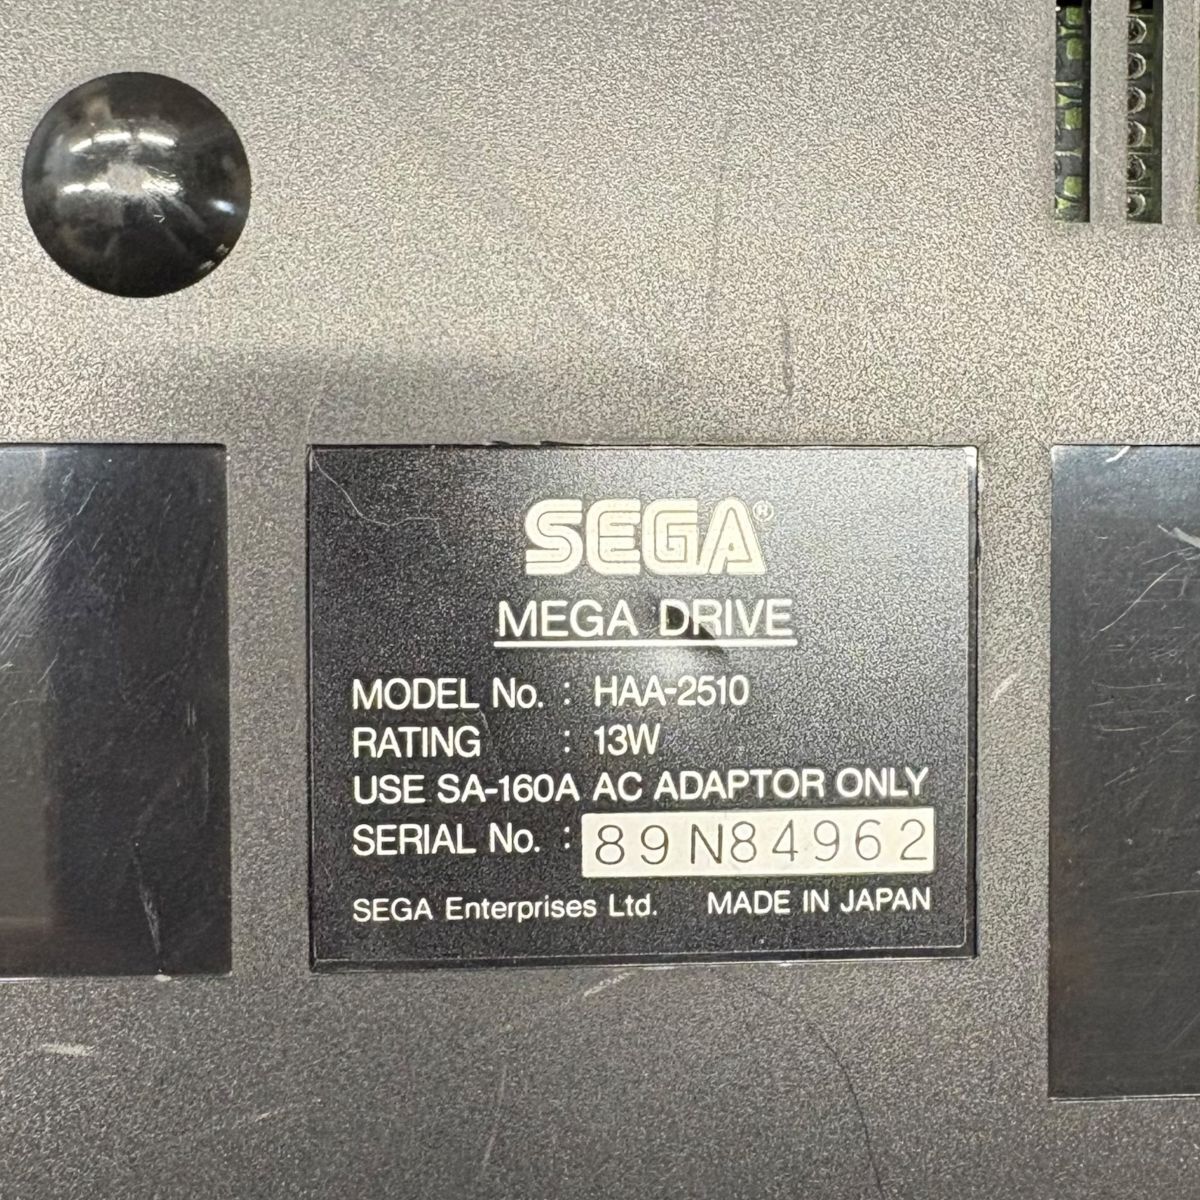 SEGA®
MEGA DRIVE
MODEL No. : HAA-2510
RATING : 13W
USE SA-160A AC ADAPTOR ONLY
SERIAL No. : 89N84962
SEGA Enterprises Ltd. MADE IN JAPAN